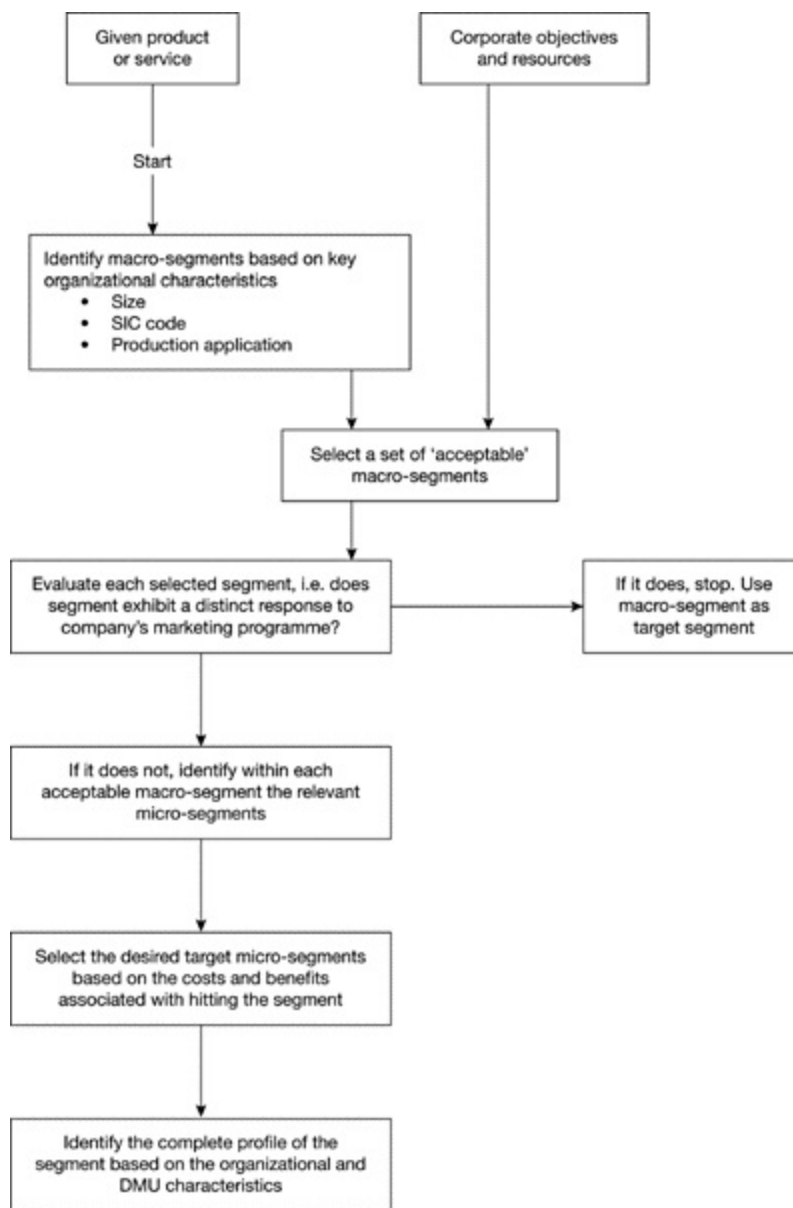 Given product
or service
Corporate objectives
and resources
Start
Identify macro-segments based on key
organizational characteristics
• Size
• SIC code
• Production application
Select a set of ‘acceptable’
macro-segments
Evaluate each selected segment, i.e. does
segment exhibit a distinct response to
company’s marketing programme?
If it does, stop. Use
macro-segment as
target segment
If it does not, identify within each
acceptable macro-segment the relevant
micro-segments
Select the desired target micro-segments
based on the costs and benefits
associated with hitting the segment
Identify the complete profile of the
segment based on the organizational and
DMU characteristics